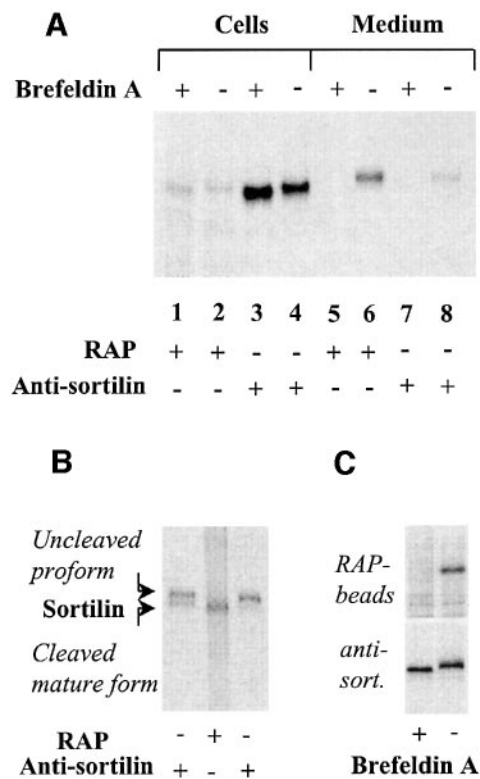 A
Cells Medium
Brefeldin A + - + - + - + -
1 2 3 4 5 6 7 8
RAP + + - - + + - -
Anti-sortilin - - + + - - + +
B C
Uncleaved
proform
Sortilin
Cleaved
mature form
RAP - + -
Anti-sortilin + - +
RAP-
beads
anti-
sort.
+ -
Brefeldin A